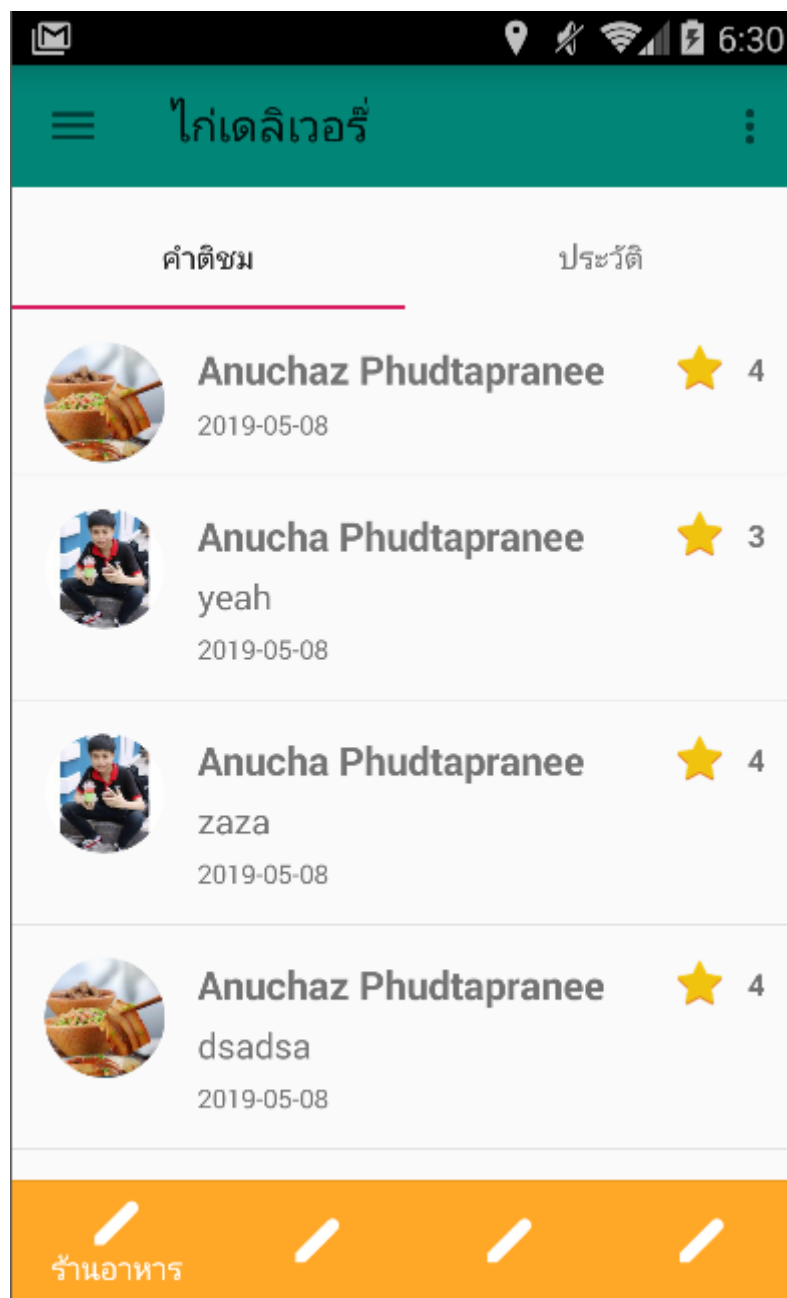 6:30
ไก่เดลิเวอรี่
คำติชม ประวัติ
Anuchaz Phudtapranee 4
2019-05-08
Anucha Phudtapranee 3
yeah
2019-05-08
Anucha Phudtapranee 4
zaza
2019-05-08
Anuchaz Phudtapranee 4
dsadsa
2019-05-08
ร้านอาหาร